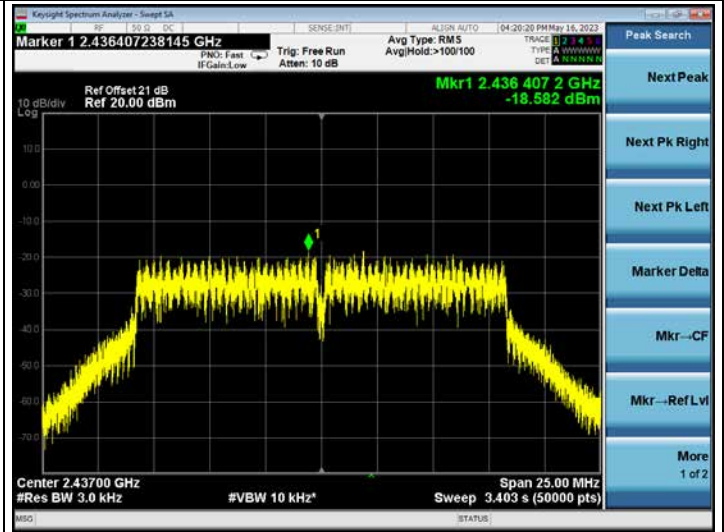 Keysight Spectrum Analyzer - Swept SA
RF 50 Ω DC SENSE:INT ALIGN AUTO 04:20:20 PM May 16, 2023
Marker 1 2.436407238145 GHz
PNO: Fast
IFGain:Low
Trig: Free Run
Atten: 10 dB
Avg Type: RMS
Avg|Hold:>100/100
TRACE 1 2 3 4 5 6
TYPE A WWWWW
DET A N N N N N
Peak Search
Mkr1 2.436 407 2 GHz
-18.582 dBm
Ref Offset 21 dB
10 dB/div Ref 20.00 dBm
Log
10.0
0.00
-10.0
-20.0
-30.0
-40.0
-50.0
-60.0
-70.0
1
Next Peak
Next Pk Right
Next Pk Left
Marker Delta
Mkr→CF
Mkr→Ref Lvl
More
1 of 2
Center 2.43700 GHz Span 25.00 MHz
#Res BW 3.0 kHz #VBW 10 kHz* Sweep 3.403 s (50000 pts)
MSG STATUS